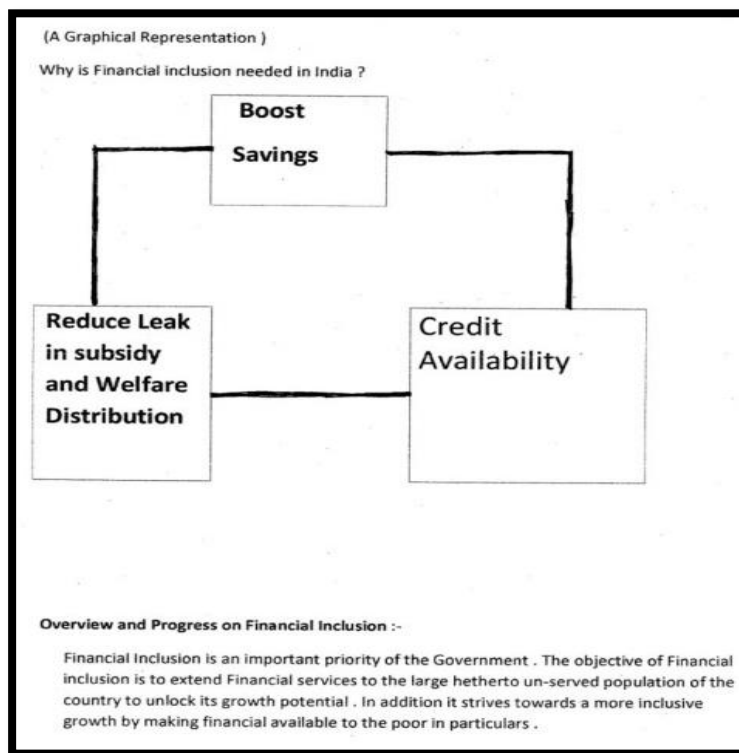 (A Graphical Representation )
Why is Financial inclusion needed in India ?
Boost
Savings
Reduce Leak
in subsidy
and Welfare
Distribution
Credit
Availability
Overview and Progress on Financial Inclusion :-
Financial Inclusion is an important priority of the Government . The objective of Financial
inclusion is to extend Financial services to the large hetherto un-served population of the
country to unlock its growth potential . In addition it strives towards a more inclusive
growth by making financial available to the poor in particulars .